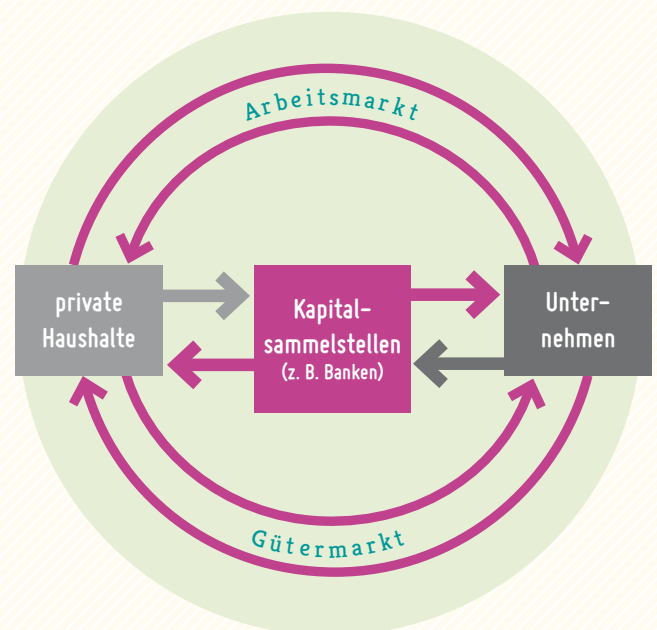 Arbeitsmarkt
private
Haushalte
Kapital-
sammelstellen
(z. B. Banken)
Unter-
nehmen
Gütermarkt